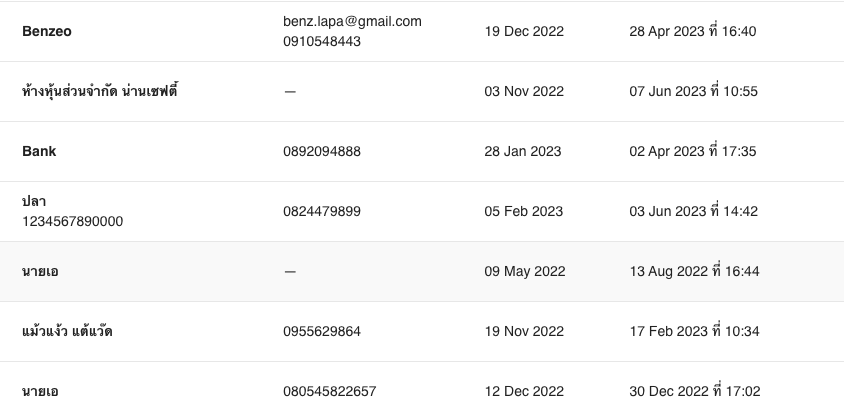 Benzeo benz.lapa@gmail.com 19 Dec 2022 28 Apr 2023 ที่ 16:40
0910548443
ห้างหุ้นส่วนจำกัด น่านเซฟตี้ — 03 Nov 2022 07 Jun 2023 ที่ 10:55
Bank 0892094888 28 Jan 2023 02 Apr 2023 ที่ 17:35
ปลา 0824479899 05 Feb 2023 03 Jun 2023 ที่ 14:42
1234567890000
นายเอ — 09 May 2022 13 Aug 2022 ที่ 16:44
แม้วแง้ว แต้แว๊ด 0955629864 19 Nov 2022 17 Feb 2023 ที่ 10:34
นายเอ 080545822657 12 Dec 2022 30 Dec 2022 ที่ 17:02